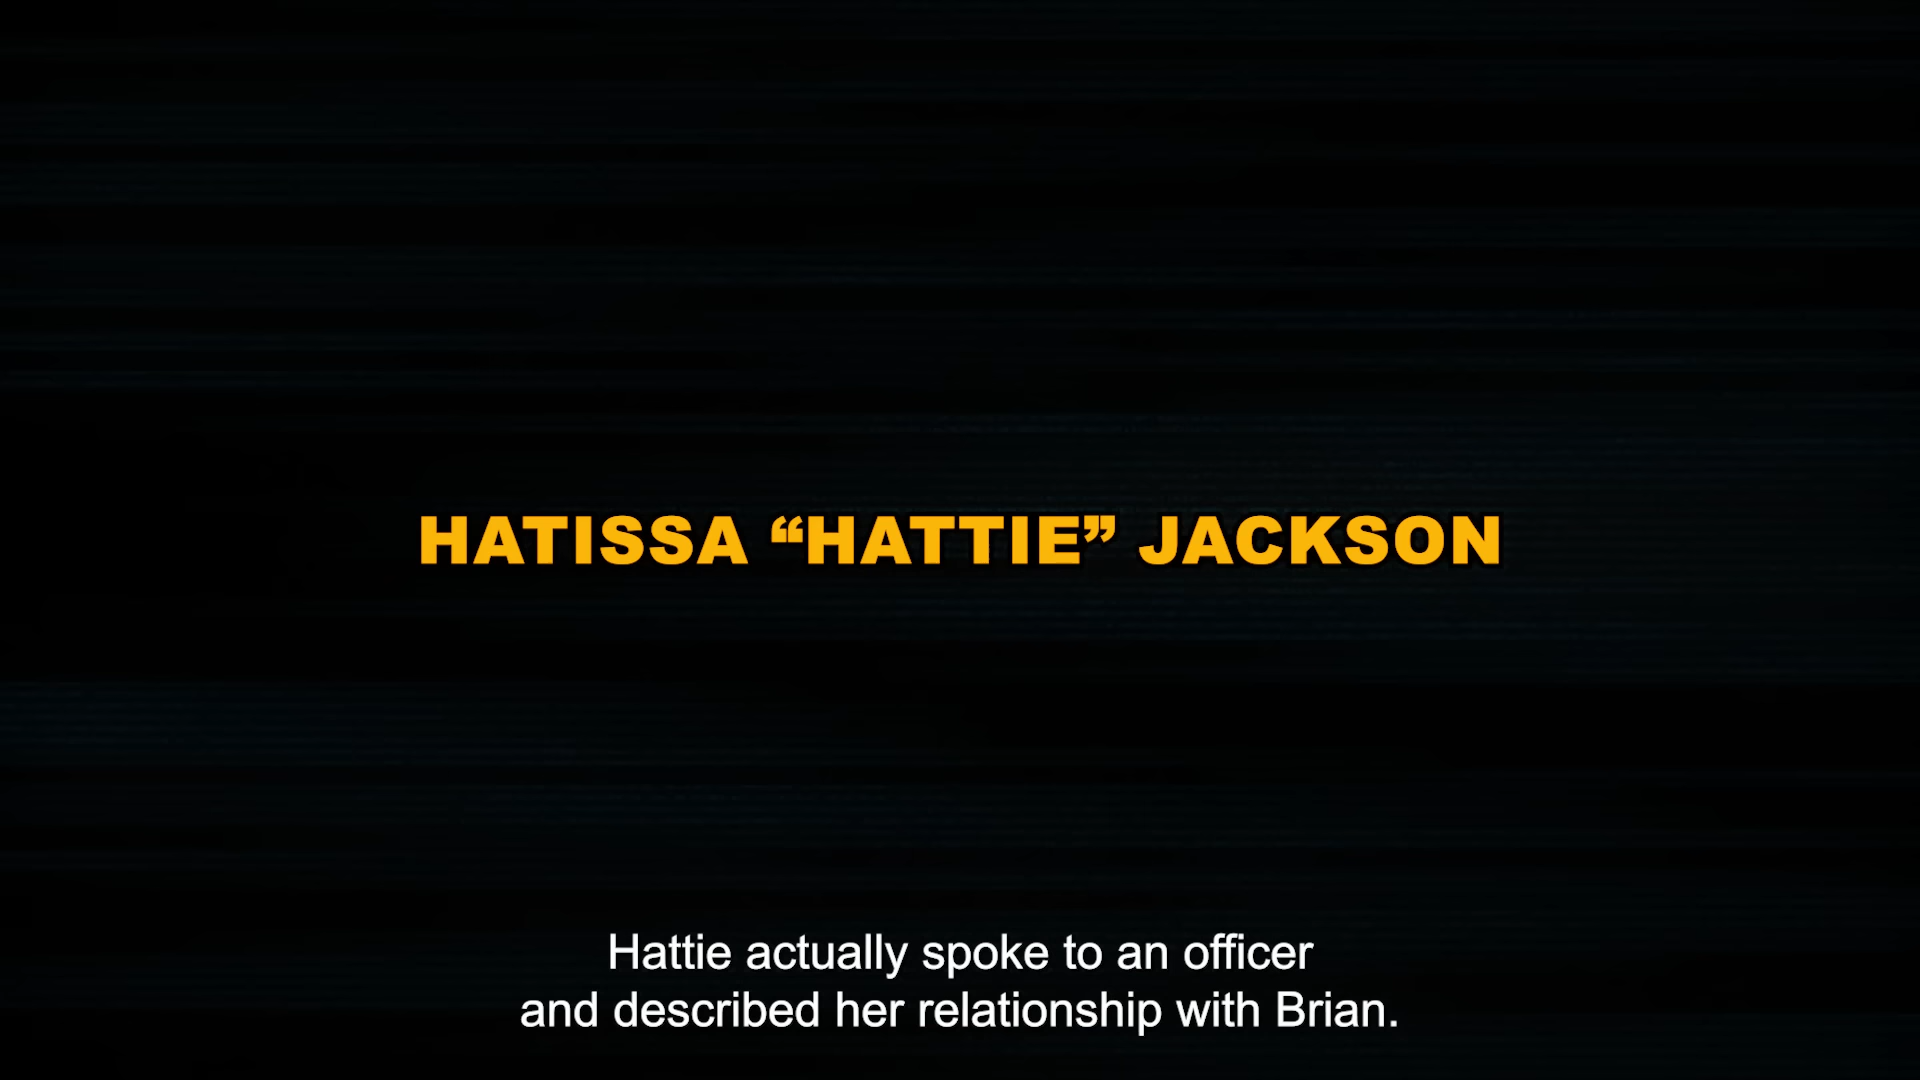 HATISSA “HATTIE” JACKSON
Hattie actually spoke to an officer
and described her relationship with Brian.